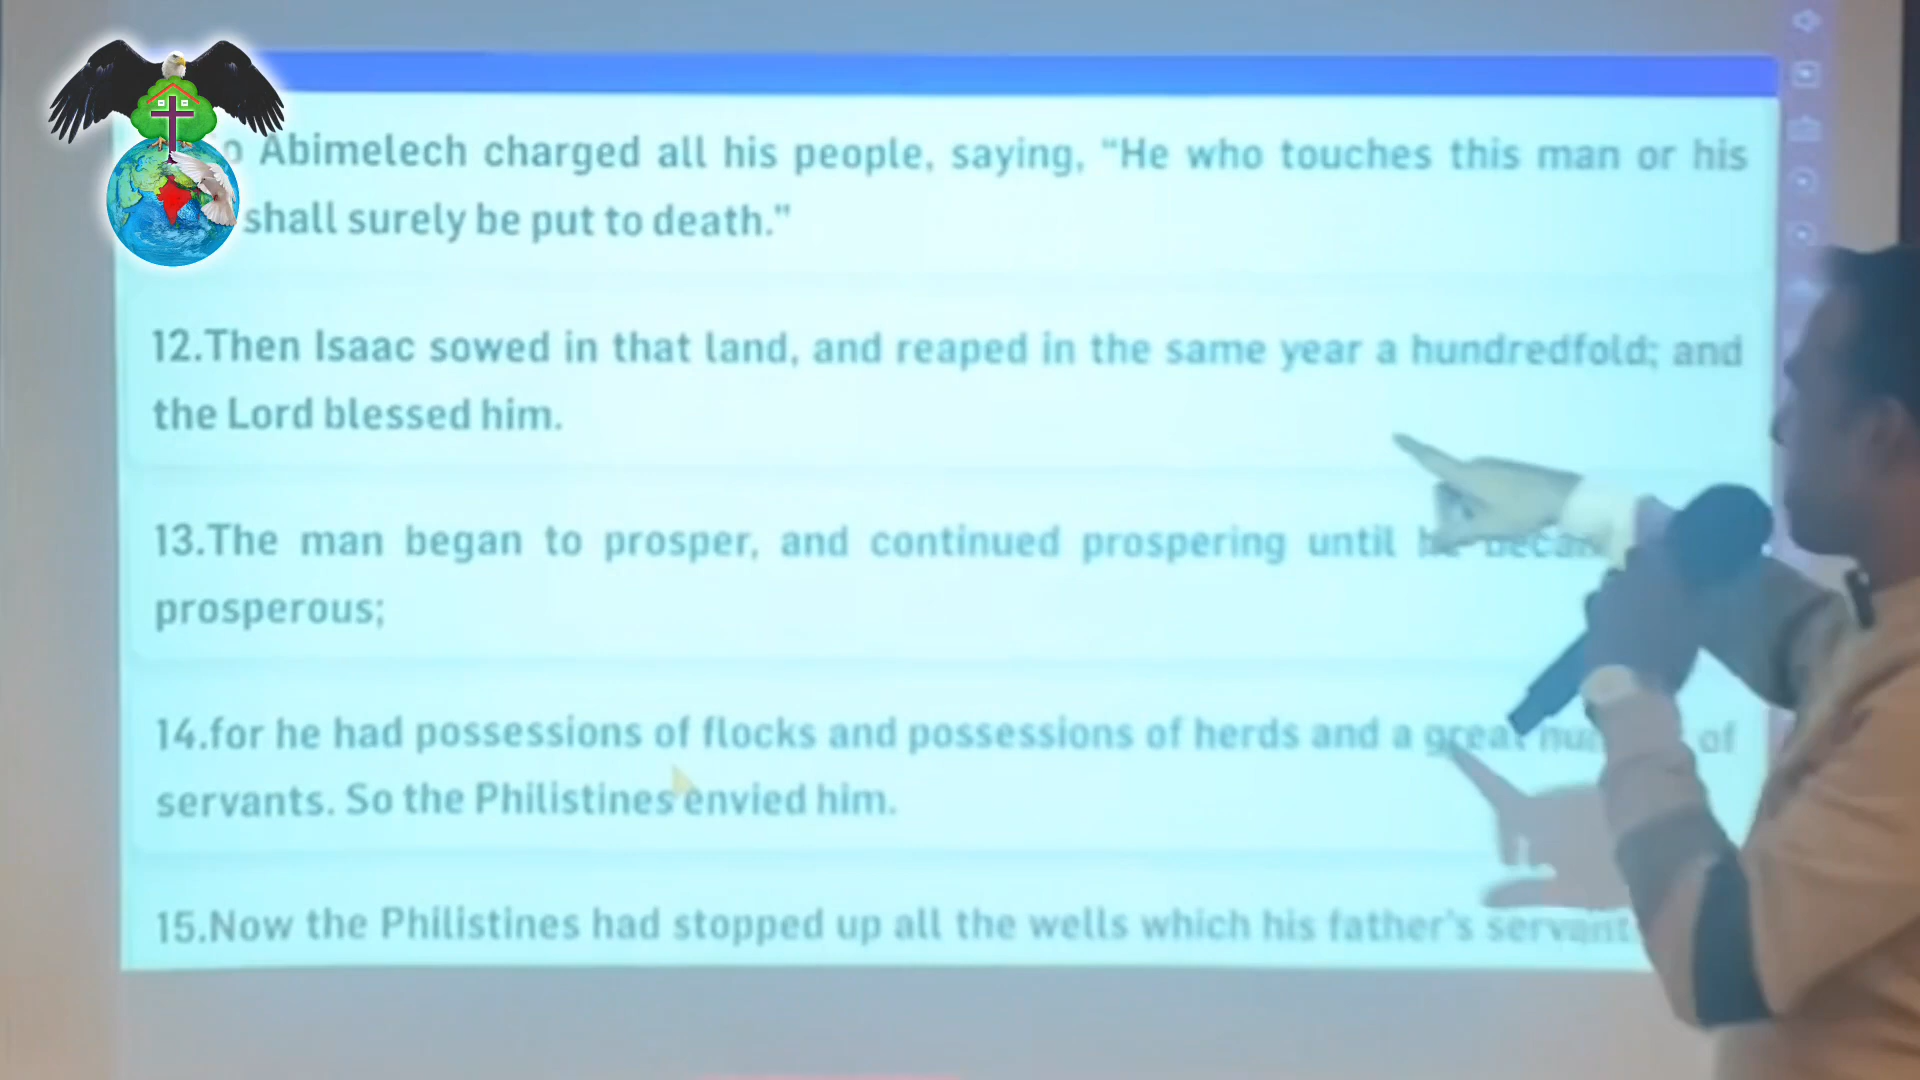 Abimelech charged all his people, saying, “He who touches this man or his
shall surely be put to death.”
12.Then Isaac sowed in that land, and reaped in the same year a hundredfold; and
the Lord blessed him.
13.The man began to prosper, and continued prospering until
prosperous;
14.for he had possessions of flocks and possessions of herds and a great of
servants. So the Philistines envied him.
15.Now the Philistines had stopped up all the wells which his father's